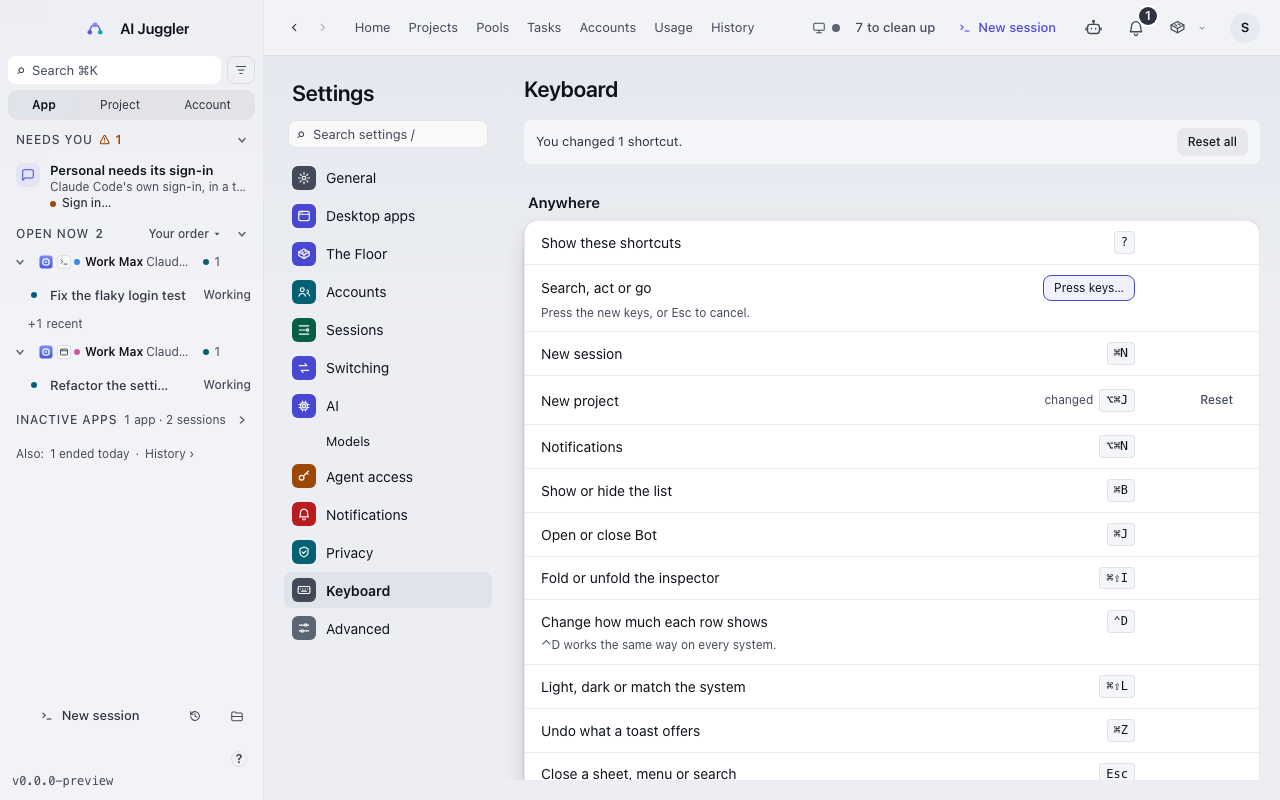 AI Juggler
Search ⌘K
App Project Account
NEEDS YOU 1
Personal needs its sign-in
Claude Code's own sign-in, in a t...
Sign in...
OPEN NOW 2 Your order
Work Max Claud... 1
Fix the flaky login test Working
+1 recent
Work Max Claud... 1
Refactor the setti... Working
INACTIVE APPS 1 app · 2 sessions
Also: 1 ended today · History ›
New session
?
v0.0.0-preview
Home Projects Pools Tasks Accounts Usage History 7 to clean up New session 1 S
Settings
Search settings /
General
Desktop apps
The Floor
Accounts
Sessions
Switching
AI
Models
Agent access
Notifications
Privacy
Keyboard
Advanced
Keyboard
You changed 1 shortcut. Reset all
Anywhere
Show these shortcuts ?
Search, act or go Press keys...
Press the new keys, or Esc to cancel.
New session ⌘N
New project changed ⌥⌘J Reset
Notifications ⌥⌘N
Show or hide the list ⌘B
Open or close Bot ⌘J
Fold or unfold the inspector ⌘⇧I
Change how much each row shows ^D
^D works the same way on every system.
Light, dark or match the system ⌘⇧L
Undo what a toast offers ⌘Z
Close a sheet, menu or search Esc